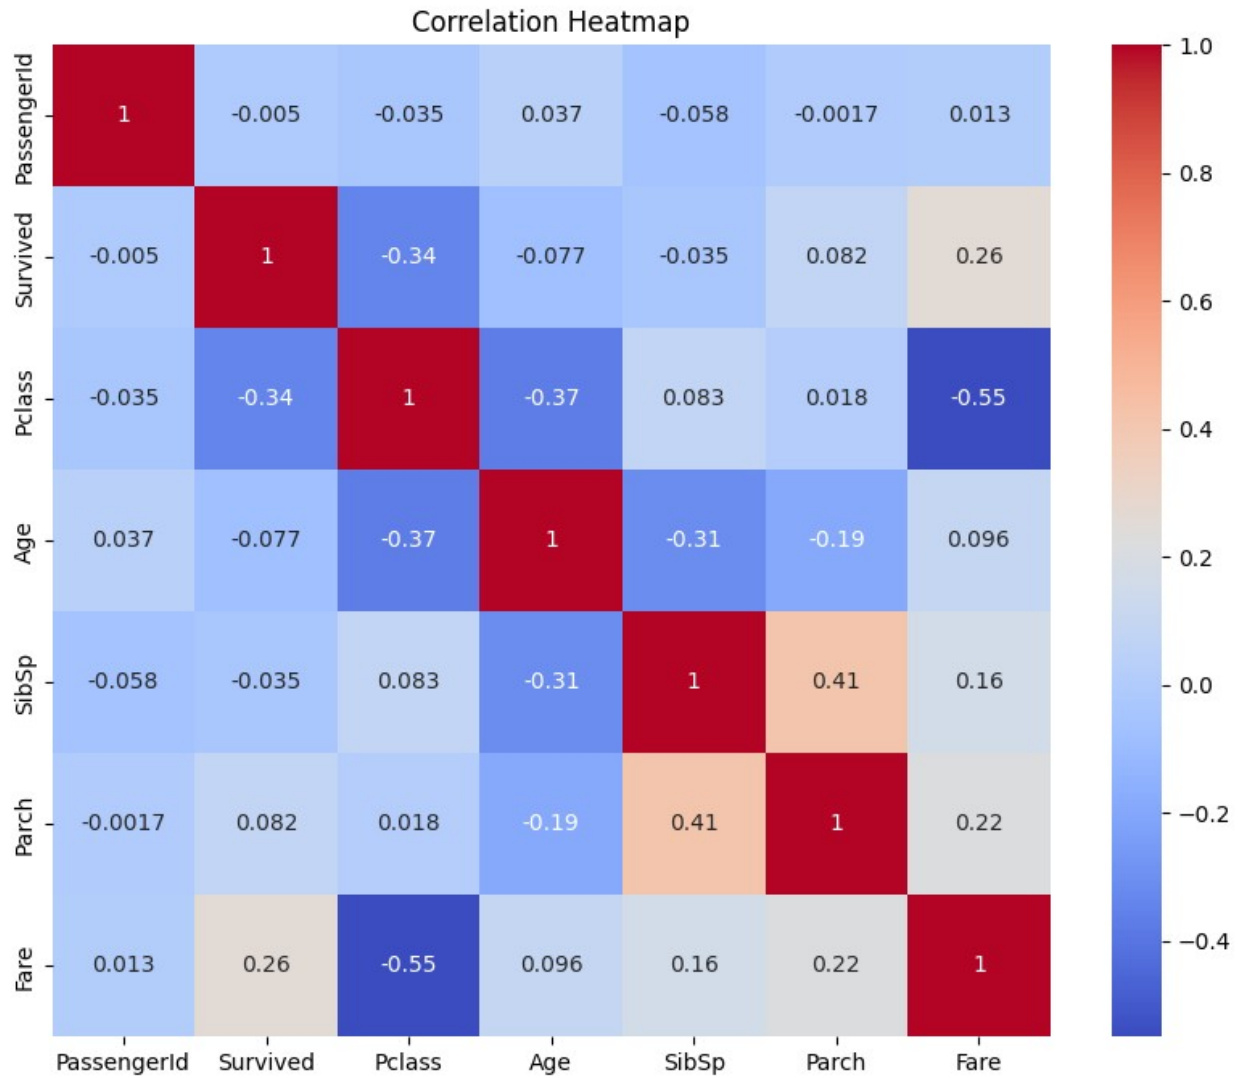 Correlation Heatmap
PassengerId 1 -0.005 -0.035 0.037 -0.058 -0.0017 0.013
Survived -0.005 1 -0.34 -0.077 -0.035 0.082 0.26
Pclass -0.035 -0.34 1 -0.37 0.083 0.018 -0.55
Age 0.037 -0.077 -0.37 1 -0.31 -0.19 0.096
SibSp -0.058 -0.035 0.083 -0.31 1 0.41 0.16
Parch -0.0017 0.082 0.018 -0.19 0.41 1 0.22
Fare 0.013 0.26 -0.55 0.096 0.16 0.22 1
PassengerId Survived Pclass Age SibSp Parch Fare
1.0
0.8
0.6
0.4
0.2
0.0
−0.2
−0.4